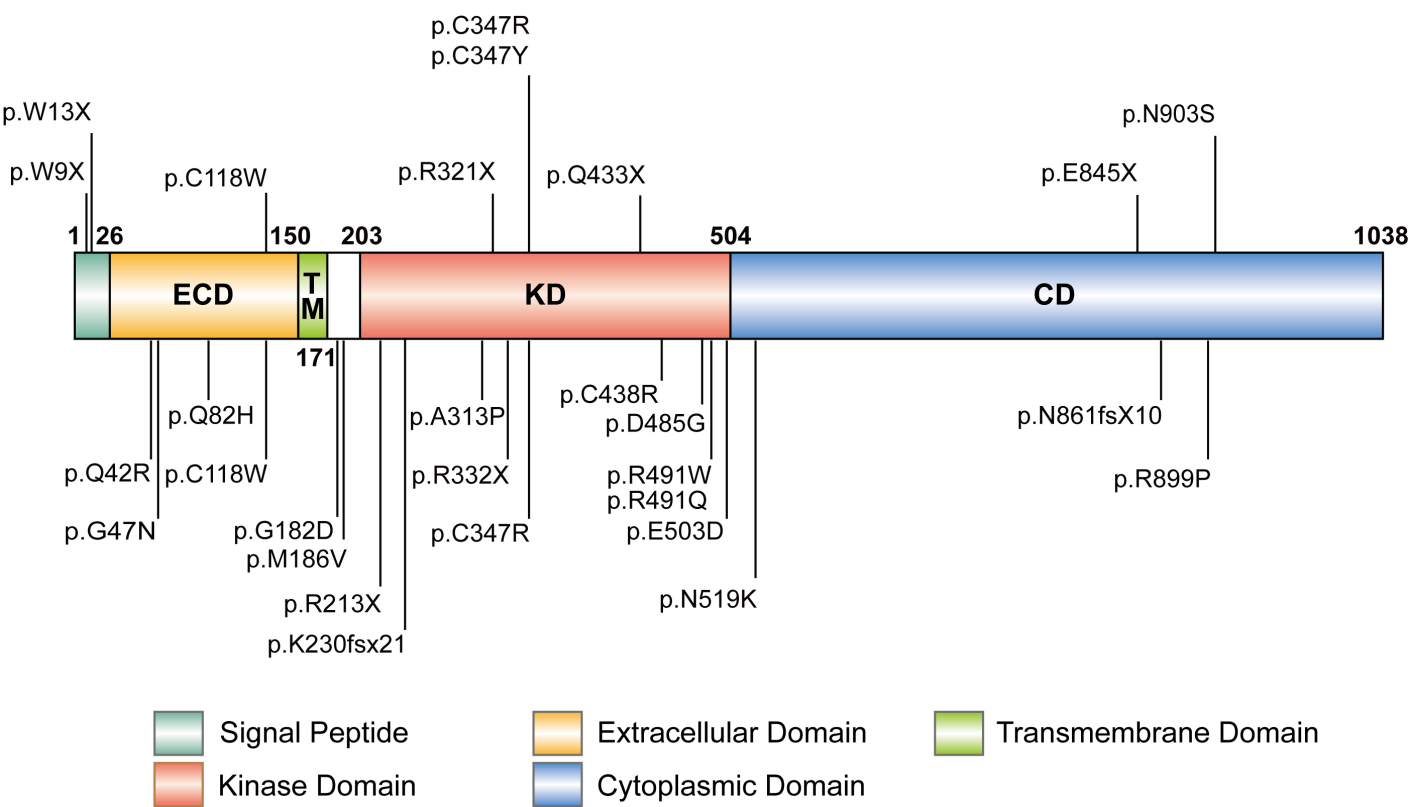 p.C347R
p.C347Y
p.W13X
p.N903S
p.W9X
p.C118W
p.R321X
p.Q433X
p.E845X
1
26
150
203
504
1038
ECD
T
M
KD
CD
171
p.Q82H
p.A313P
p.C438R
p.D485G
p.N861fsX10
p.Q42R
p.C118W
p.R332X
p.R491W
p.R491Q
p.R899P
p.G47N
p.G182D
p.M186V
p.C347R
p.E503D
p.R213X
p.N519K
p.K230fsx21
Signal Peptide
Extracellular Domain
Transmembrane Domain
Kinase Domain
Cytoplasmic Domain